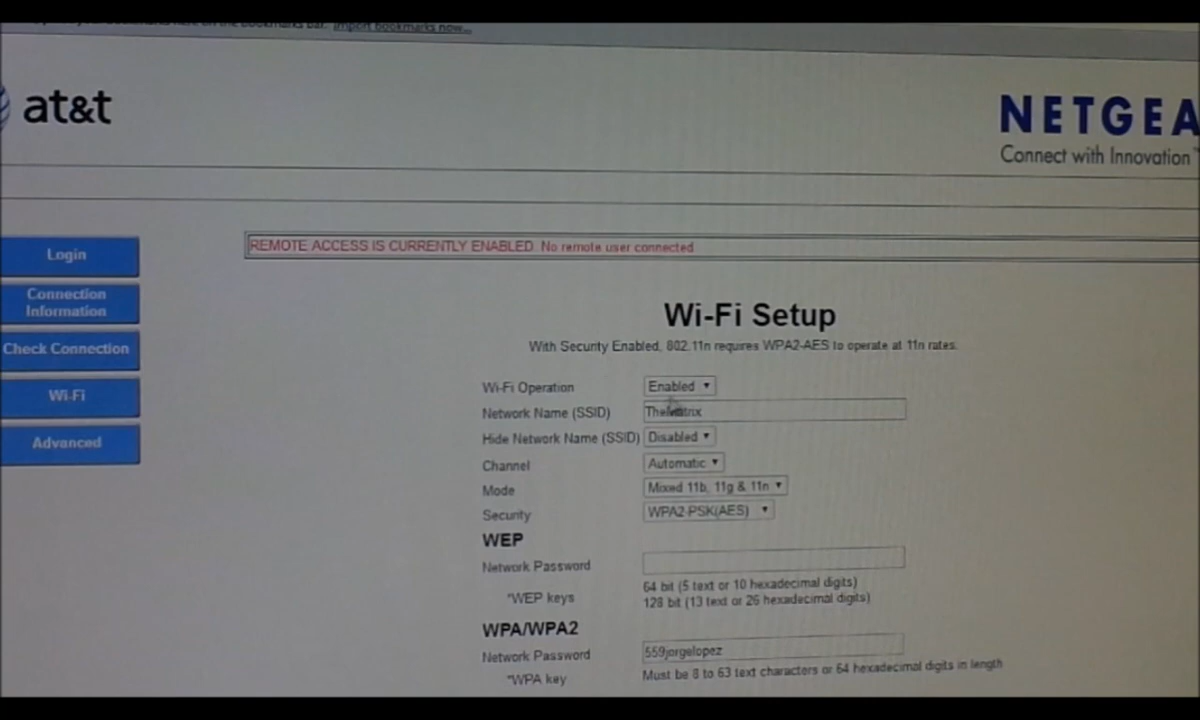 Import bookmarks now...
at&t
NETGEA
Connect with Innovation
Login
Connection
Information
Check Connection
Wi-Fi
Advanced
REMOTE ACCESS IS CURRENTLY ENABLED. No remote user connected
Wi-Fi Setup
With Security Enabled, 802.11n requires WPA2-AES to operate at 11n rates.
Wi-Fi Operation Enabled
Network Name (SSID) TheMatrix
Hide Network Name (SSID) Disabled
Channel Automatic
Mode Mixed 11b, 11g & 11n
Security WPA2-PSK(AES)
WEP
Network Password
64 bit (5 text or 10 hexadecimal digits)
*WEP keys
128 bit (13 text or 26 hexadecimal digits)
WPA/WPA2
Network Password 559jorgelopez
*WPA key Must be 8 to 63 text characters or 64 hexadecimal digits in length